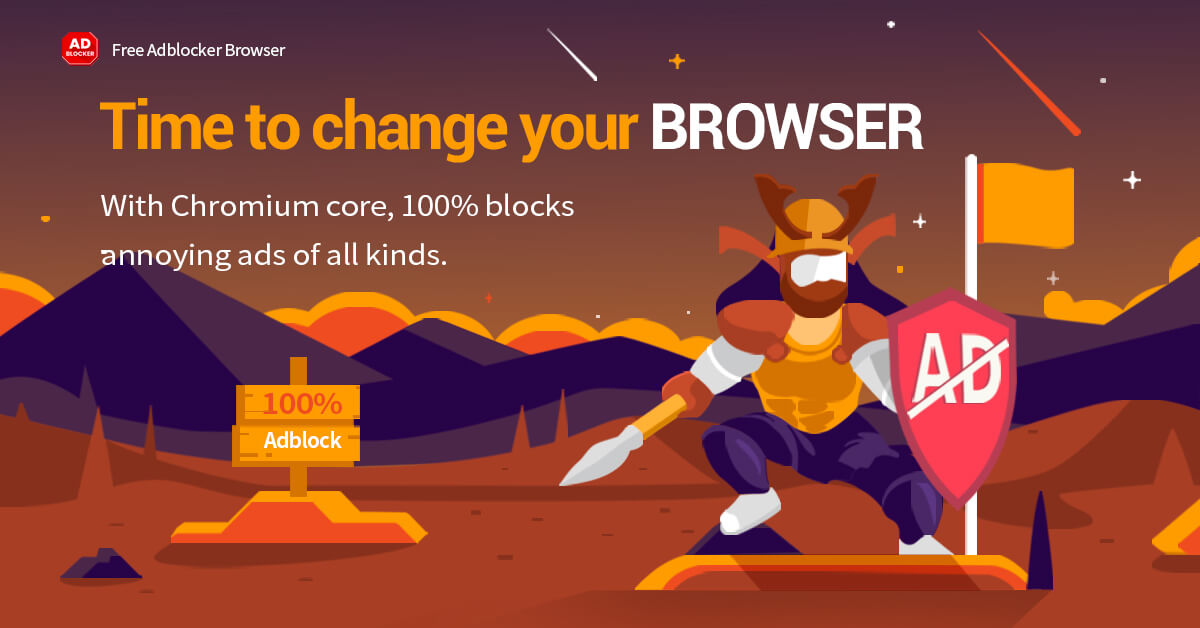 AD
BLOCKER
Free Adblocker Browser
Time to change your BROWSER
With Chromium core, 100% blocks
annoying ads of all kinds.
100%
Adblock
AD